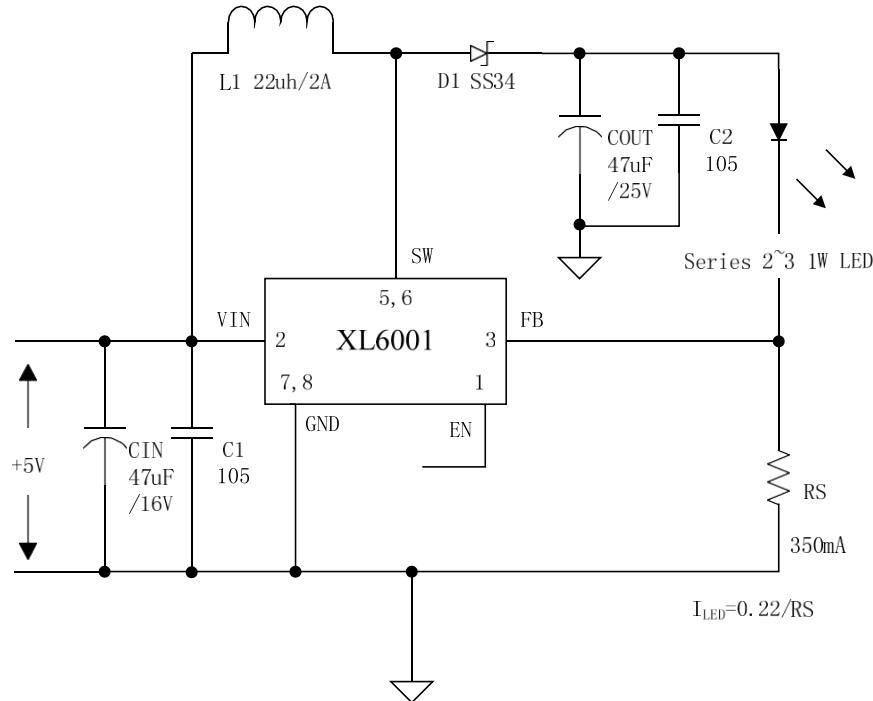 L1 22uh/2A
D1 SS34
COUT
47uF
/25V
C2
105
SW
Series 2~3 1W LED
5,6
VIN
2
XL6001
3
FB
7,8
1
GND
EN
+5V
CIN
47uF
/16V
C1
105
RS
350mA
ILED=0.22/RS